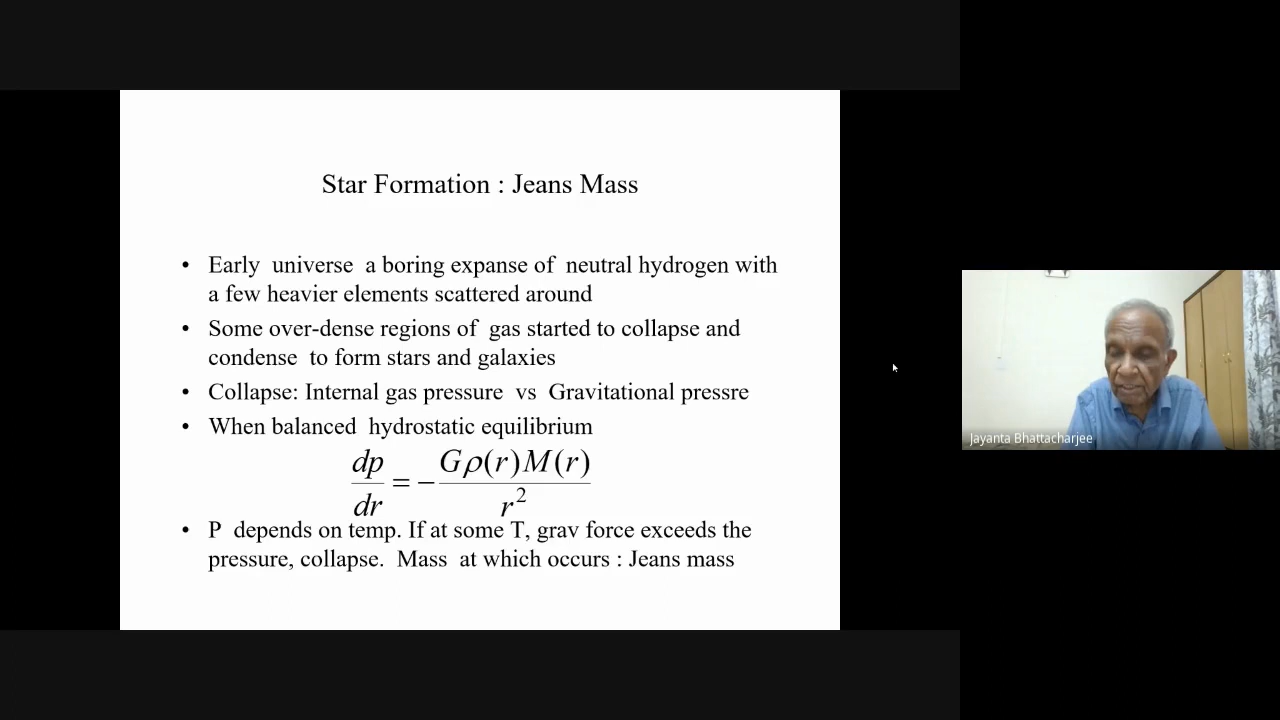 Star Formation : Jeans Mass
• Early universe a boring expanse of neutral hydrogen with
a few heavier elements scattered around
• Some over-dense regions of gas started to collapse and
condense to form stars and galaxies
• Collapse: Internal gas pressure vs Gravitational pressre
• When balanced hydrostatic equilibrium
dp/dr = − Gρ(r)M(r)/r²
• P depends on temp. If at some T, grav force exceeds the
pressure, collapse. Mass at which occurs : Jeans mass
Jayanta Bhattacharjee